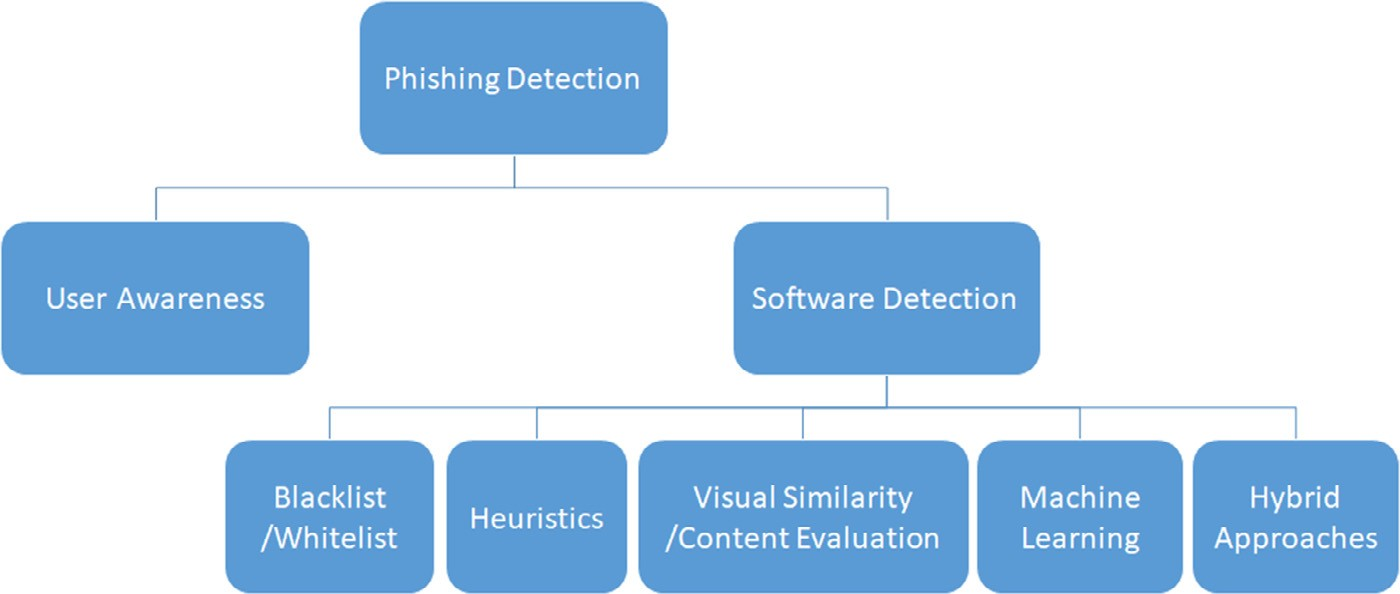 Phishing Detection
User Awareness
Software Detection
Blacklist
/Whitelist
Heuristics
Visual Similarity
/Content Evaluation
Machine
Learning
Hybrid
Approaches